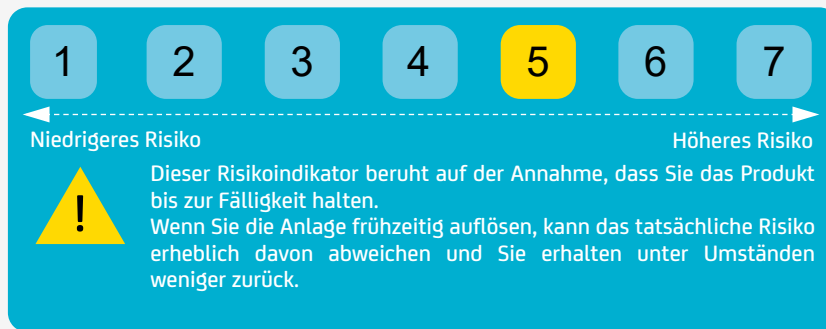 1 2 3 4 5 6 7
Niedrigeres Risiko Höheres Risiko
Dieser Risikoindikator beruht auf der Annahme, dass Sie das Produkt
bis zur Fälligkeit halten.
Wenn Sie die Anlage frühzeitig auflösen, kann das tatsächliche Risiko
erheblich davon abweichen und Sie erhalten unter Umständen
weniger zurück.
!